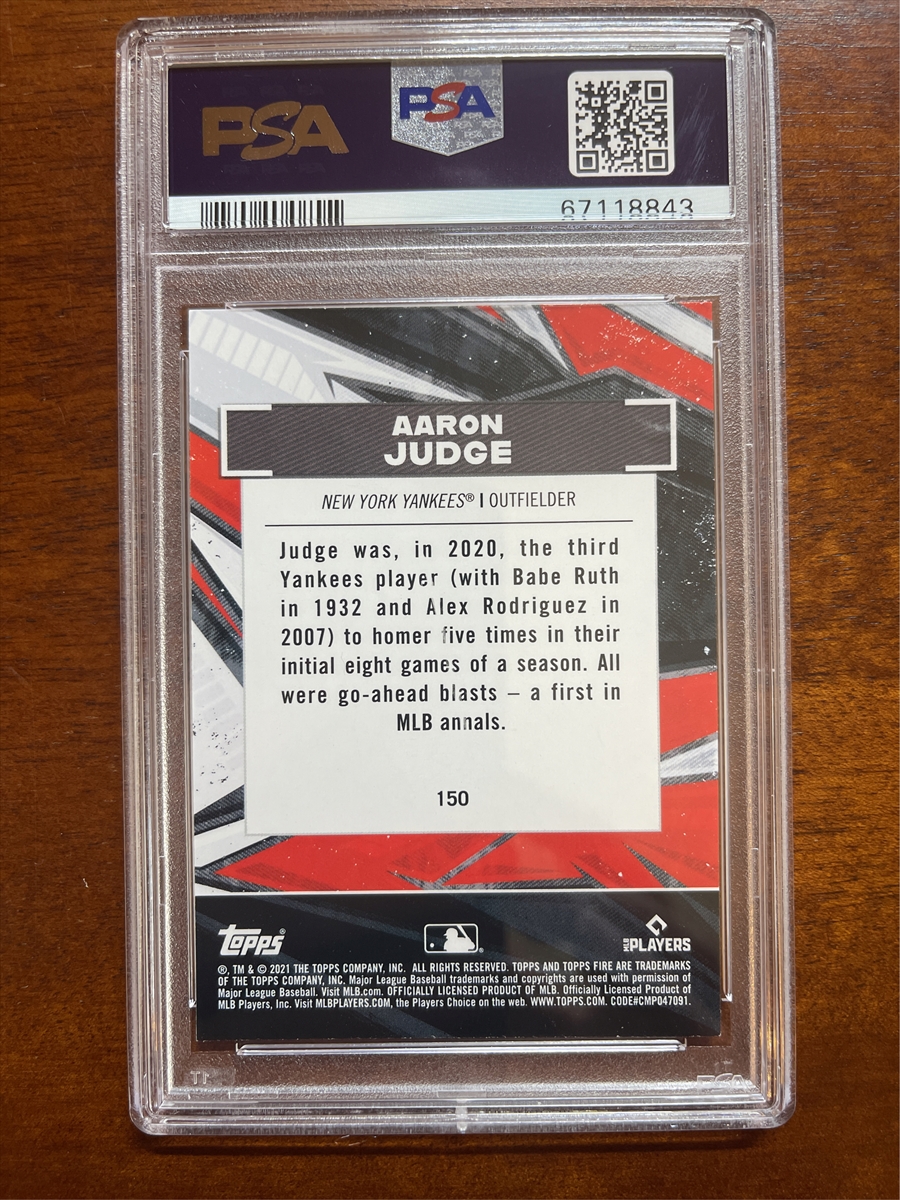 PSA
PSA
67118843
AARON
JUDGE
NEW YORK YANKEES® | OUTFIELDER
Judge was, in 2020, the third
Yankees player (with Babe Ruth
in 1932 and Alex Rodriguez in
2007) to homer five times in their
initial eight games of a season. All
were go-ahead blasts – a first in
MLB annals.
150
topps®
MLB PLAYERS
®, TM & © 2021 THE TOPPS COMPANY, INC. ALL RIGHTS RESERVED. TOPPS AND TOPPS FIRE ARE TRADEMARKS
OF THE TOPPS COMPANY, INC. Major League Baseball trademarks and copyrights are used with permission of
Major League Baseball. Visit MLB.com. OFFICIALLY LICENSED PRODUCT OF MLB. Officially Licensed Product of
MLB Players, Inc. Visit MLBPLAYERS.COM, the Players Choice on the web. WWW.TOPPS.COM. CODE#CMP047091.
PSA